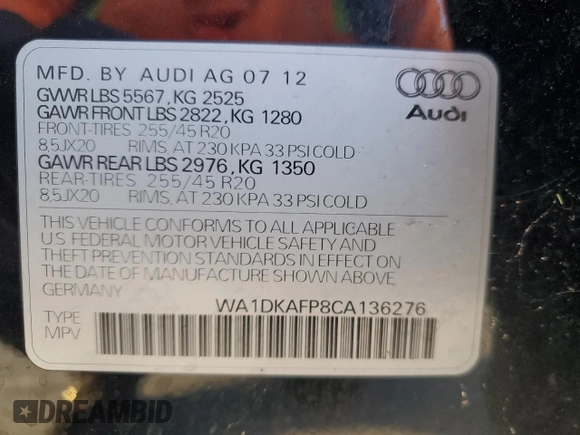 MFD. BY AUDI AG 07 12
GVWR LBS 5567, KG 2525
GAWR FRONT LBS 2822, KG 1280
FRONT-TIRES 255/45 R20
8,5JX20 RIMS, AT 230 KPA 33 PSI COLD
GAWR REAR LBS 2976, KG 1350
REAR-TIRES 255/45 R20
8,5JX20 RIMS, AT 230 KPA 33 PSI COLD
Audi
THIS VEHICLE CONFORMS TO ALL APPLICABLE
U.S FEDERAL MOTOR VEHICLE SAFETY AND
THEFT PREVENTION STANDARDS IN EFFECT ON
THE DATE OF MANUFACTURE SHOWN ABOVE
GERMANY
WA1DKAFP8CA136276
TYPE
MPV
DREAMBID